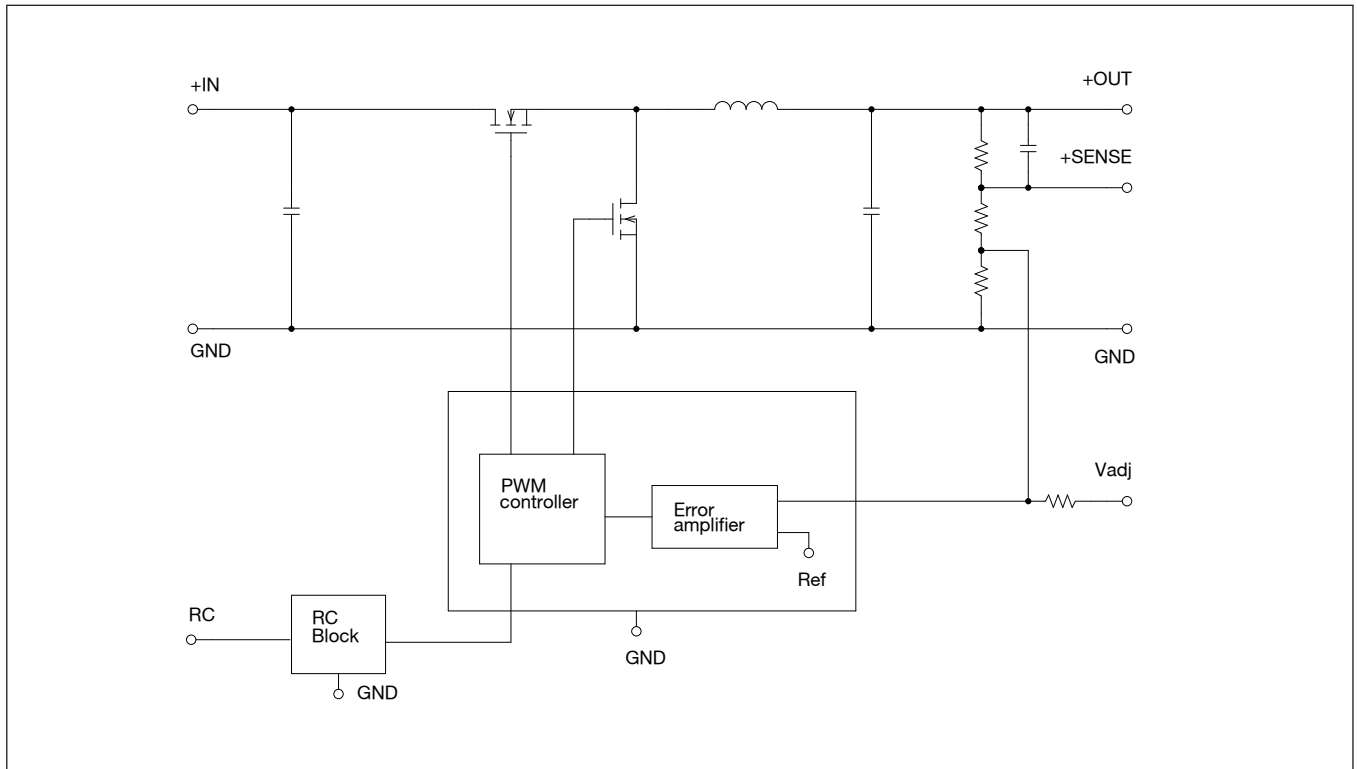 +IN
+OUT
+SENSE
GND
GND
Vadj
PWM
controller
Error
amplifier
Ref
RC
RC
Block
GND
GND